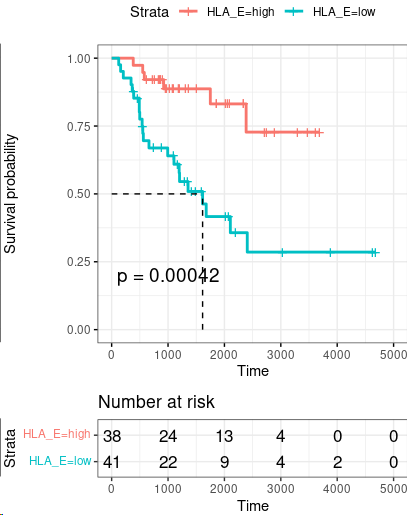 Strata HLA_E=high HLA_E=low
Survival probability
1.00
0.75
0.50
0.25
0.00
p = 0.00042
0 1000 2000 3000 4000 5000
Time
Number at risk
Strata
HLA_E=high 38 24 13 4 0 0
HLA_E=low 41 22 9 4 2 0
0 1000 2000 3000 4000 5000
Time